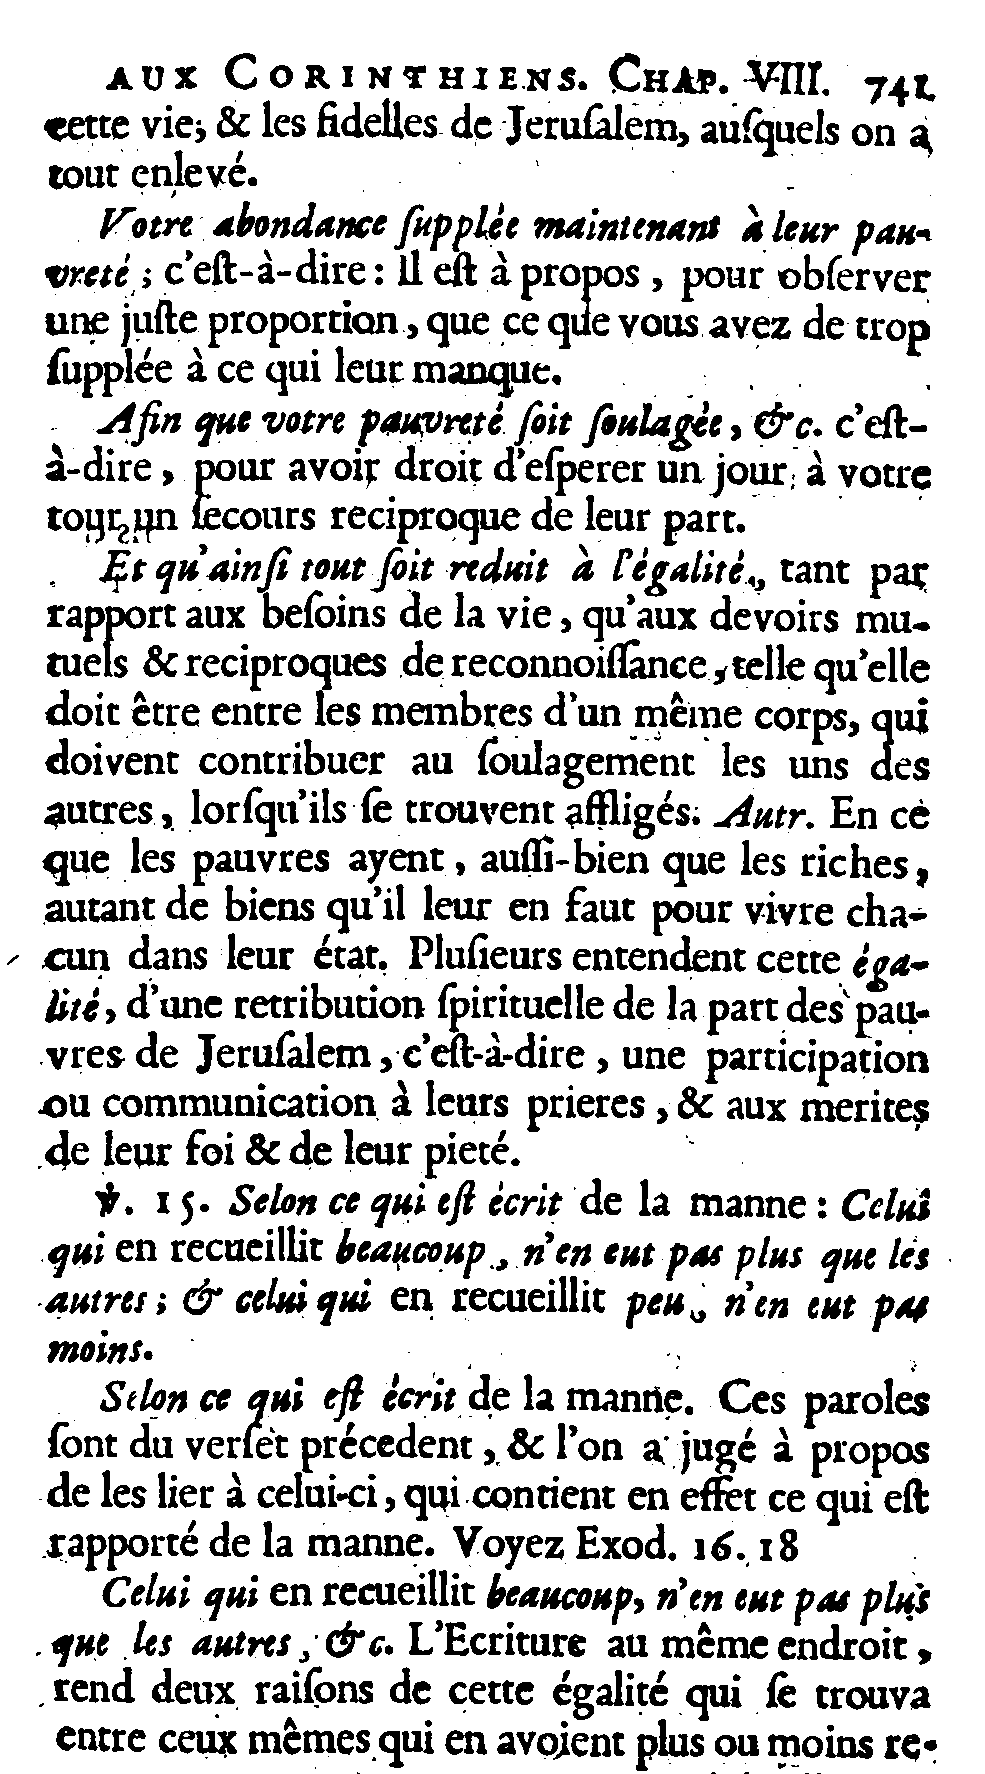 AUX CORINTHIENS. CHAP. VIII. 741
cette vie; & les fidelles de Jeruſalem, auſquels on a
tout enlevé.
Votre abondance ſupplée maintenant à leur pau-
vreté; c'eſt-à-dire: Il eſt à propos, pour obſerver
une juſte proportion, que ce que vous avez de trop
ſupplée à ce qui leur manque.
Afin que votre pauvreté ſoit ſoulagée, &c. c'eſt-
à-dire, pour avoir droit d'eſperer un jour à votre
tour un ſecours reciproque de leur part.
Et qu'ainſi tout ſoit reduit à l'égalité, tant par
rapport aux beſoins de la vie, qu'aux devoirs mu-
tuels & reciproques de reconnoiſſance, telle qu'elle
doit être entre les membres d'un même corps, qui
doivent contribuer au ſoulagement les uns des
autres, lorſqu'ils ſe trouvent affligés. Autr. En ce
que les pauvres ayent, auſſi-bien que les riches,
autant de biens qu'il leur en faut pour vivre cha-
cun dans leur état. Pluſieurs entendent cette éga-
lité, d'une retribution ſpirituelle de la part des pau-
vres de Jeruſalem, c'eſt-à-dire, une participation
ou communication à leurs prieres, & aux merites
de leur foi & de leur pieté.
℣. 15. Selon ce qui eſt écrit de la manne: Celui
qui en recueillit beaucoup, n'en eut pas plus que les
autres; & celui qui en recueillit peu, n'en eut pas
moins.
Selon ce qui eſt écrit de la manne. Ces paroles
ſont du verſet précedent, & l'on a jugé à propos
de les lier à celui-ci, qui contient en effet ce qui eſt
rapporté de la manne. Voyez Exod. 16. 18
Celui qui en recueillit beaucoup, n'en eut pas plus
que les autres, &c. L'Ecriture au même endroit,
rend deux raiſons de cette égalité qui ſe trouva
entre ceux mêmes qui en avoient plus ou moins re-